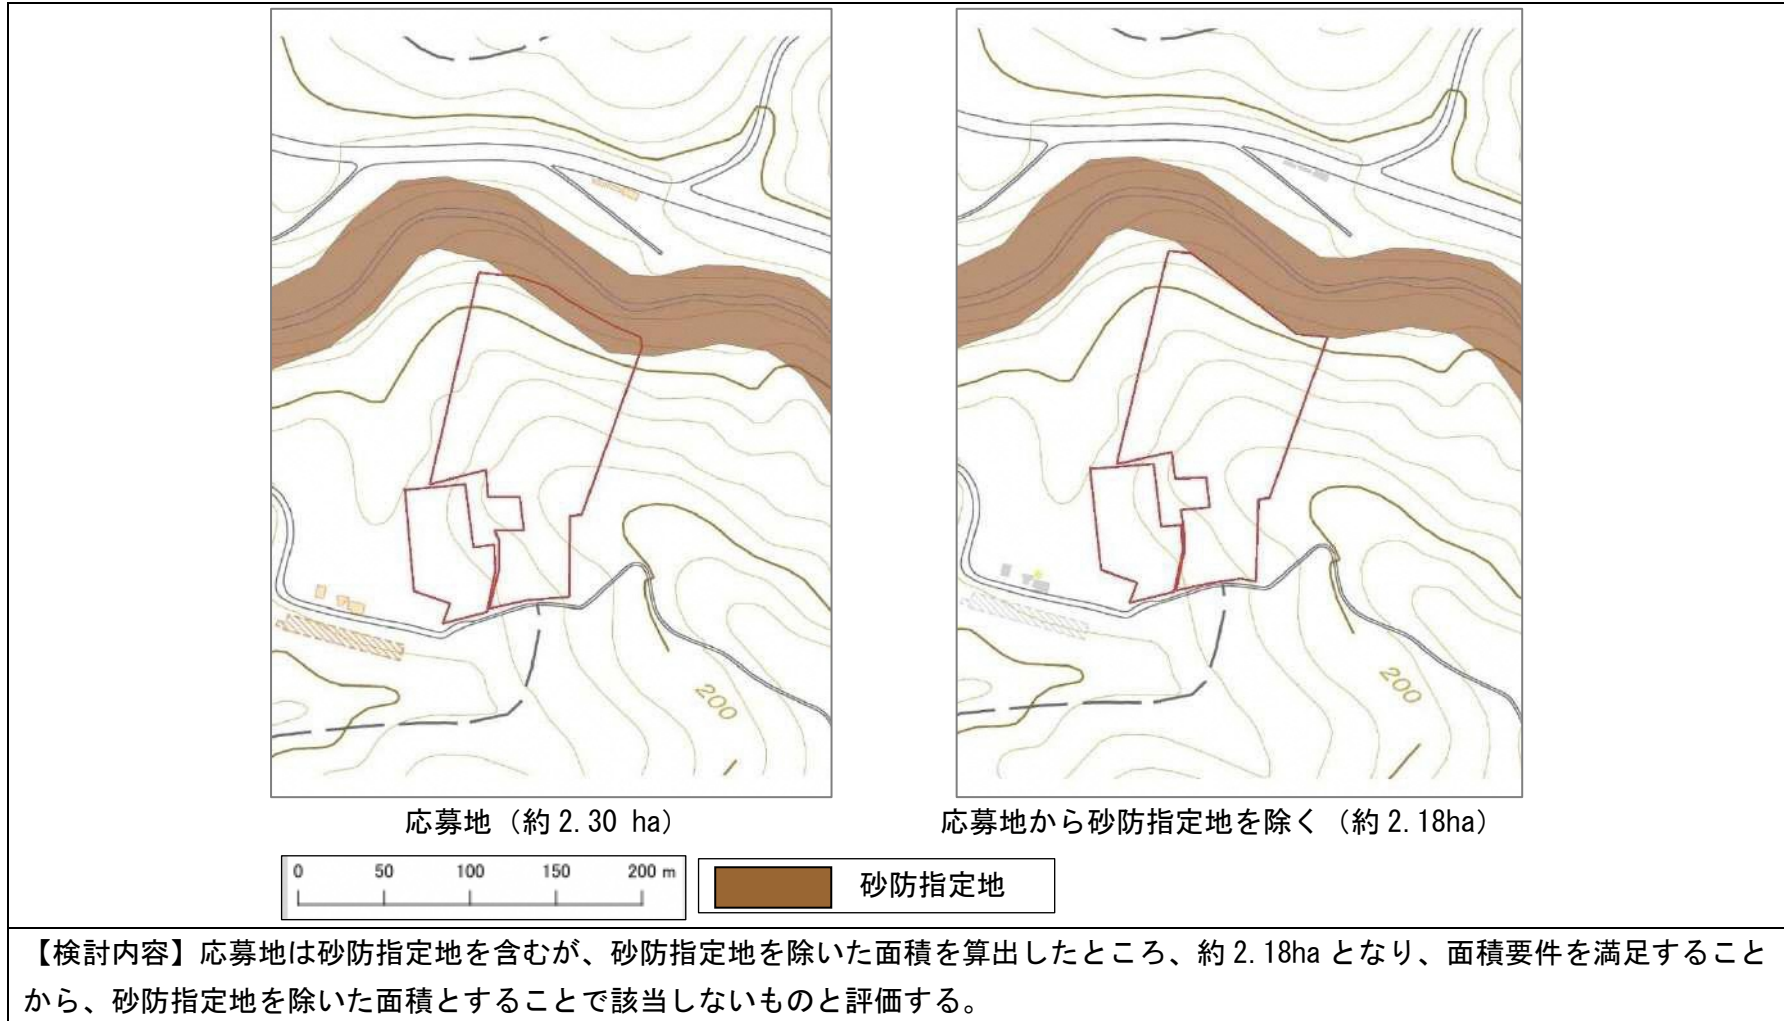 200
200
応募地（約 2.30 ha）
応募地から砂防指定地を除く（約 2.18ha）
0 50 100 150 200 m
砂防指定地
【検討内容】応募地は砂防指定地を含むが、砂防指定地を除いた面積を算出したところ、約 2.18ha となり、面積要件を満足すること
から、砂防指定地を除いた面積とすることで該当しないものと評価する。